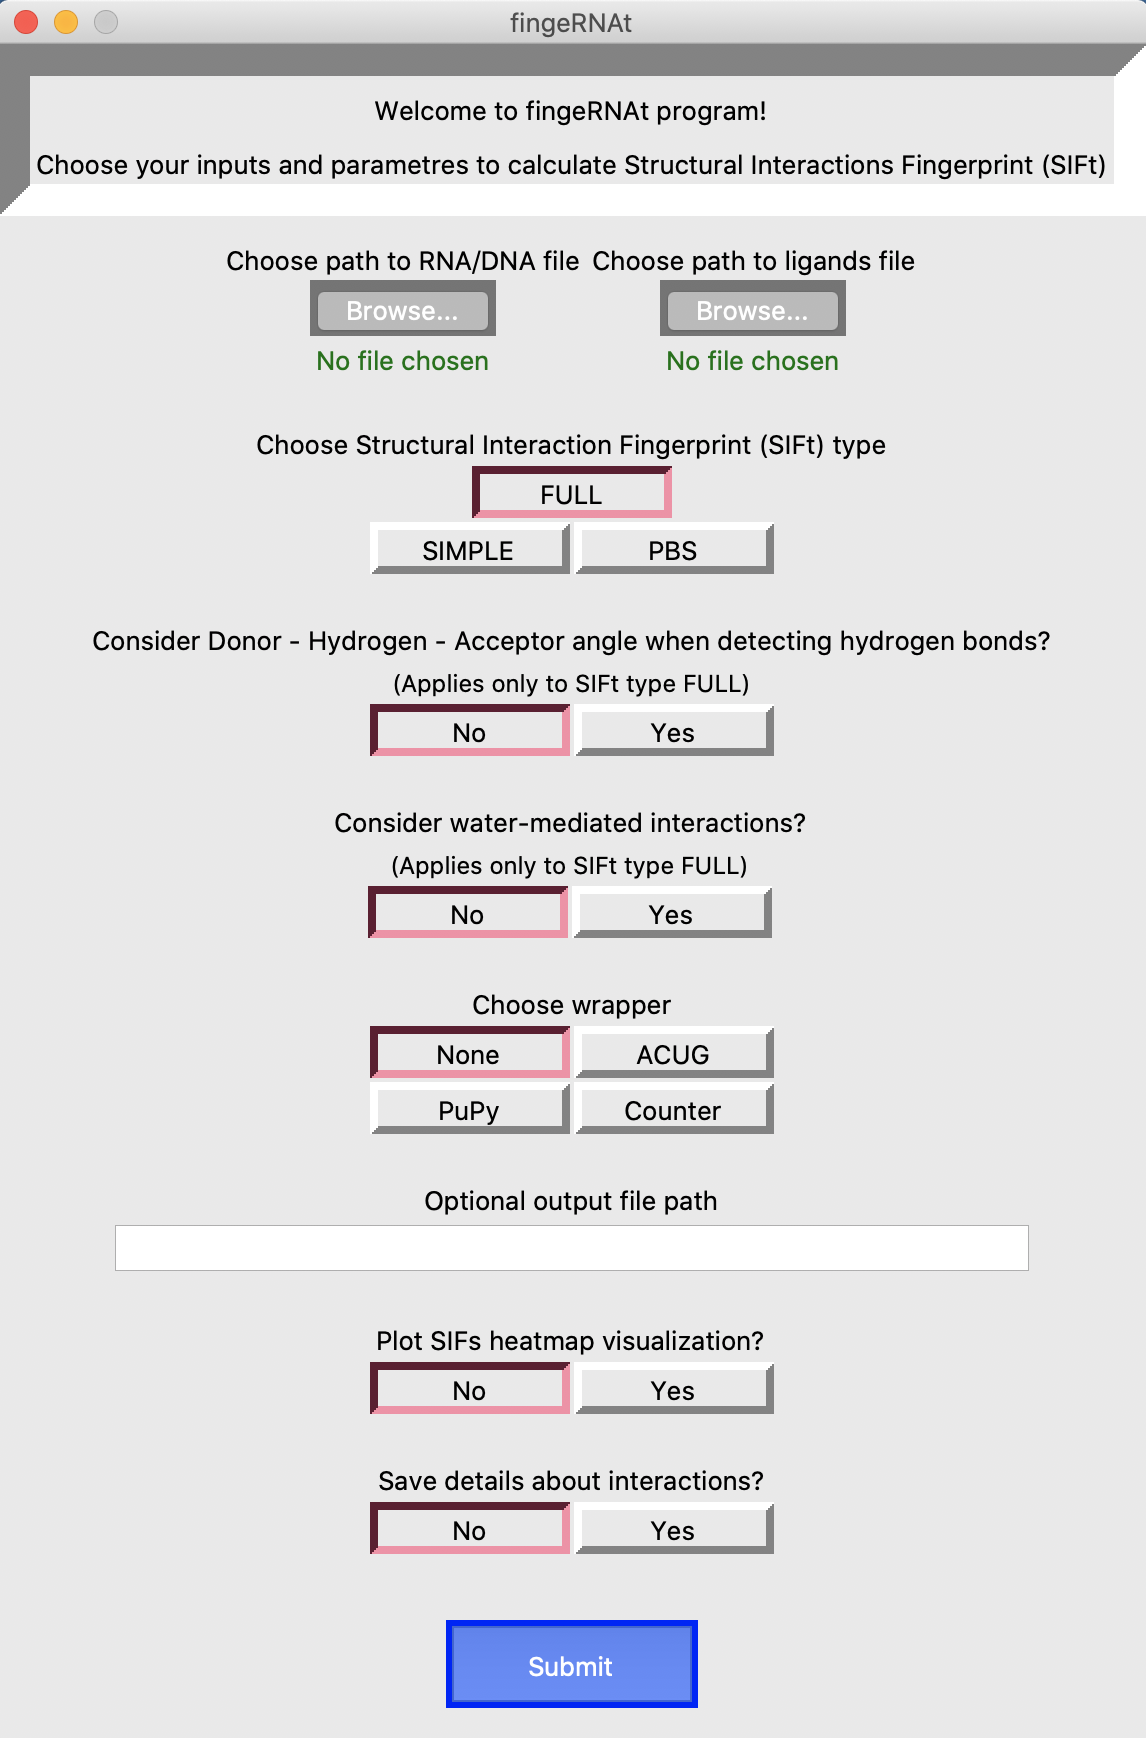 fingeRNAt
Welcome to fingeRNAt program!
Choose your inputs and parametres to calculate Structural Interactions Fingerprint (SIFt)
Choose path to RNA/DNA file Choose path to ligands file
Browse... Browse...
No file chosen No file chosen
Choose Structural Interaction Fingerprint (SIFt) type
FULL
SIMPLE PBS
Consider Donor - Hydrogen - Acceptor angle when detecting hydrogen bonds?
(Applies only to SIFt type FULL)
No Yes
Consider water-mediated interactions?
(Applies only to SIFt type FULL)
No Yes
Choose wrapper
None ACUG
PuPy Counter
Optional output file path
Plot SIFs heatmap visualization?
No Yes
Save details about interactions?
No Yes
Submit